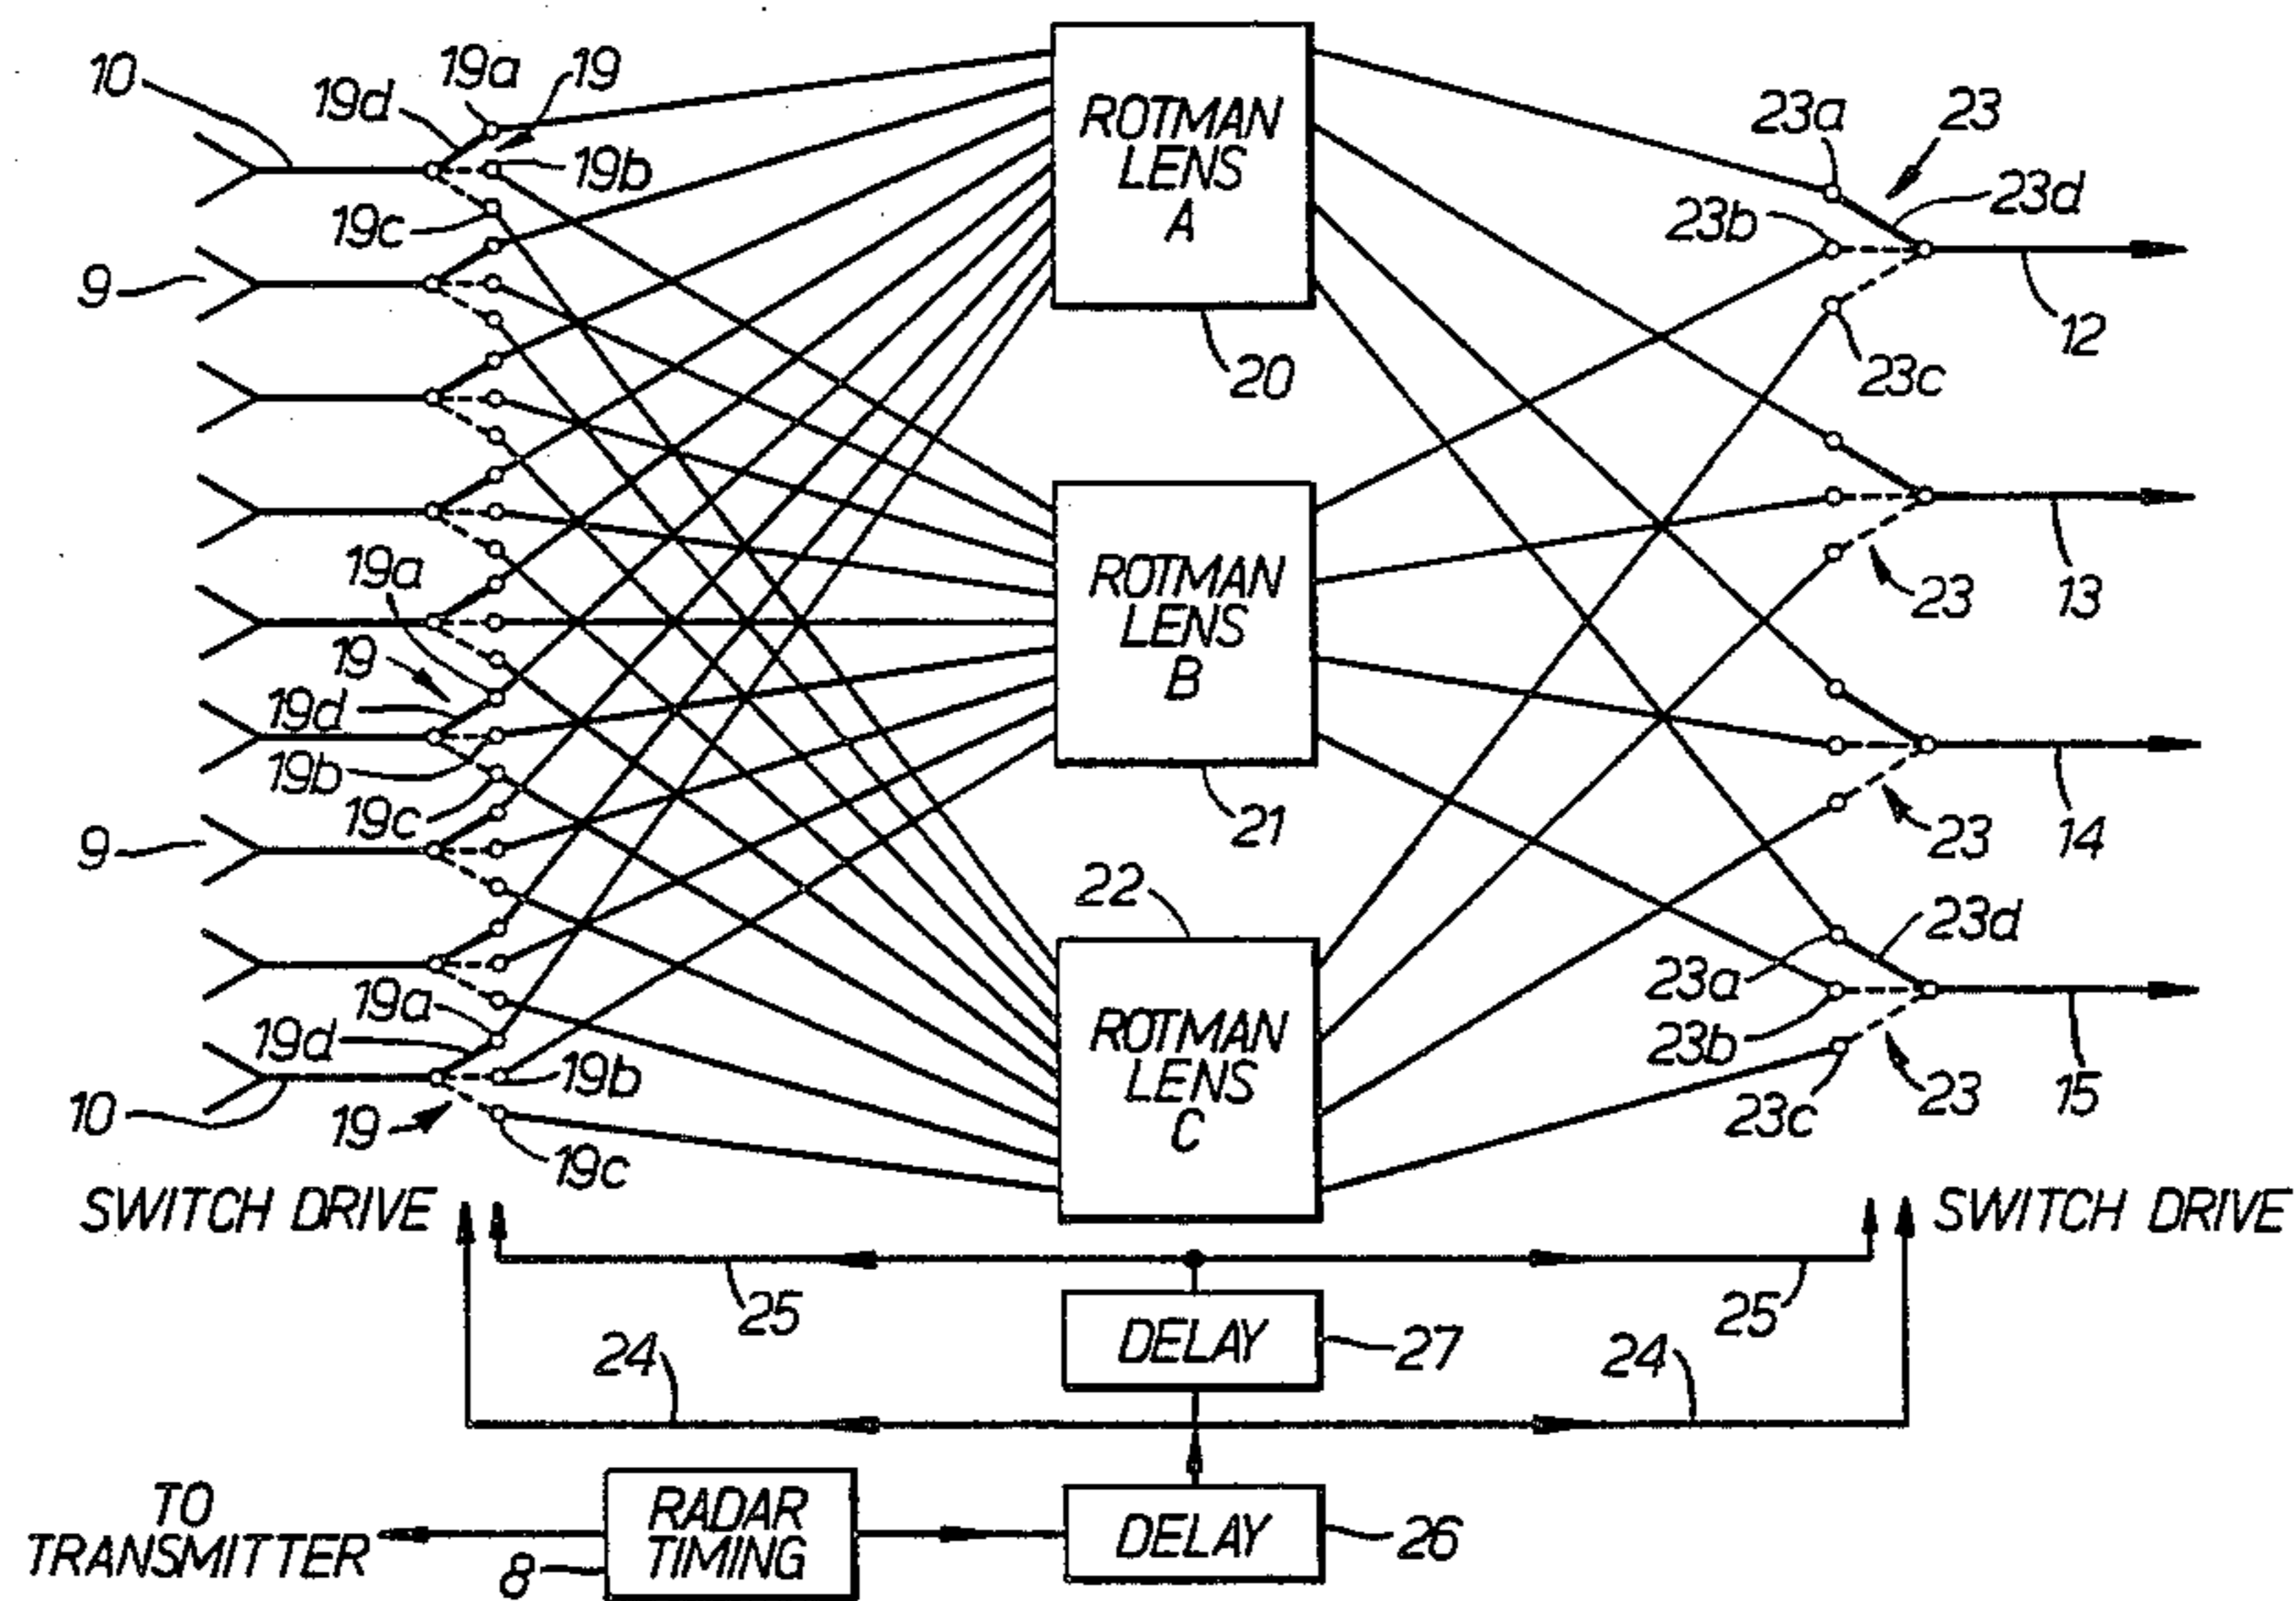 10
19d
19a
19
19b
19c
9
ROTMAN
LENS
A
20
23a
23
23b
23d
12
23c
19a
19
19d
19b
19c
9
ROTMAN
LENS
B
21
23
13
23
14
22
19a
19d
10
19
19b
19c
ROTMAN
LENS
C
23d
23a
23b
23c
23
15
SWITCH DRIVE
SWITCH DRIVE
25
25
DELAY
27
24
24
TO
TRANSMITTER
RADAR
TIMING
8
DELAY
26